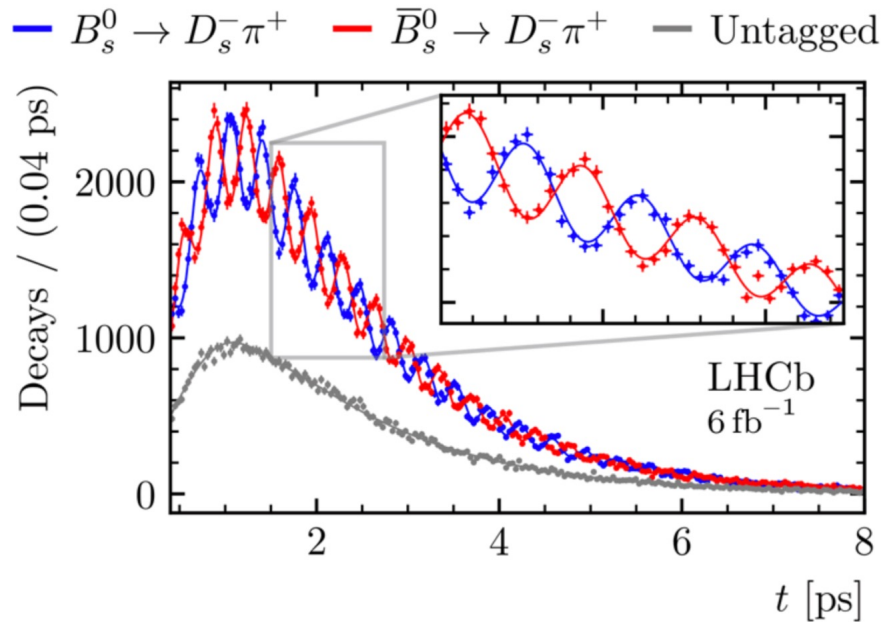 B_s^0 → D_s^- π^+ B̅_s^0 → D_s^- π^+ Untagged
Decays / (0.04 ps)
2000
1000
0
LHCb
6 fb⁻¹
2 4 6 8
t [ps]